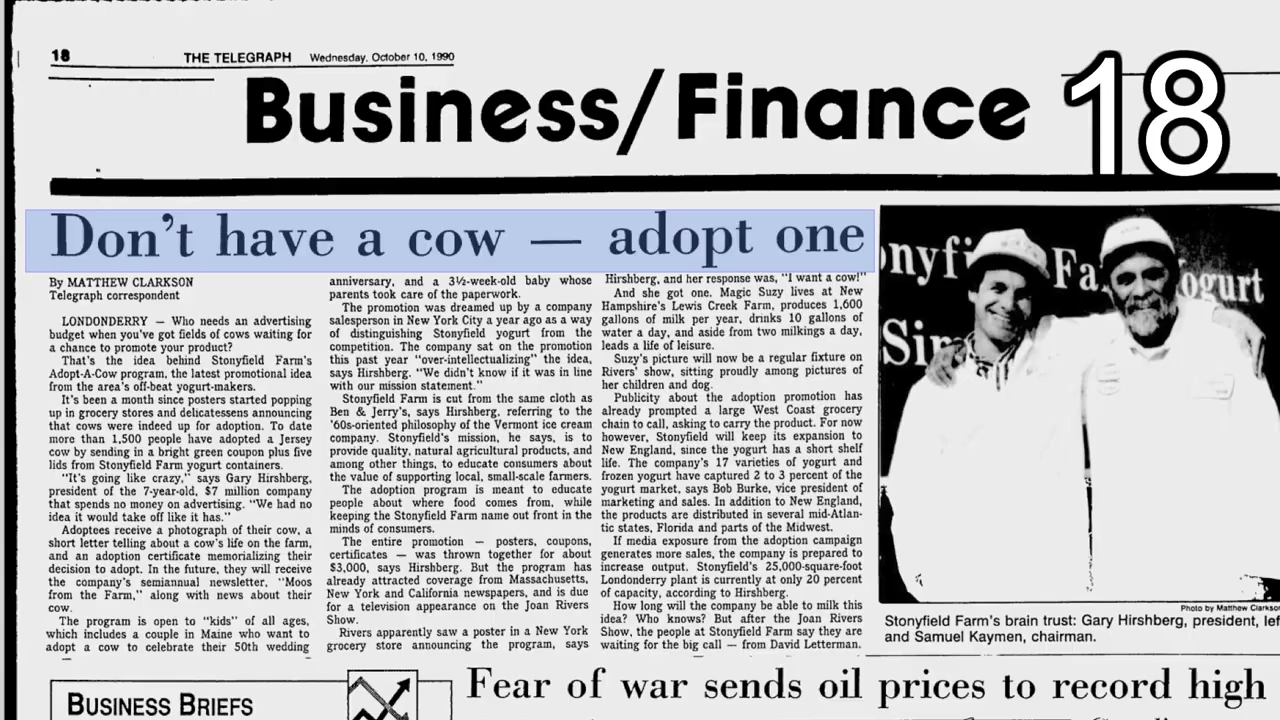 18
THE TELEGRAPH Wednesday, October 10, 1990
Business/Finance
18
Don't have a cow — adopt one
By MATTHEW CLARKSON
Telegraph correspondent
LONDONDERRY — Who needs an advertising
budget when you've got fields of cows waiting for
a chance to promote your product?
That's the idea behind Stonyfield Farm's
Adopt-A-Cow program, the latest promotional idea
from the area's off-beat yogurt-makers.
It's been a month since posters started popping
up in grocery stores and delicatessens announcing
that cows were indeed up for adoption. To date
more than 1,500 people have adopted a Jersey
cow by sending in a bright green coupon plus five
lids from Stonyfield Farm yogurt containers.
"It's going like crazy," says Gary Hirshberg,
president of the 7-year-old, $7 million company
that spends no money on advertising. "We had no
idea it would take off like it has."
Adoptees receive a photograph of their cow, a
short letter telling about a cow's life on the farm,
and an adoption certificate memorializing their
decision to adopt. In the future, they will receive
the company's semiannual newsletter, "Moos
from the Farm," along with news about their
cow.
The program is open to "kids" of all ages,
which includes a couple in Maine who want to
adopt a cow to celebrate their 50th wedding
anniversary, and a 3½-week-old baby whose
parents took care of the paperwork.
The promotion was dreamed up by a company
salesperson in New York City a year ago as a way
of distinguishing Stonyfield yogurt from the
competition. The company sat on the promotion
this past year "over-intellectualizing" the idea,
says Hirshberg. "We didn't know if it was in line
with our mission statement."
Stonyfield Farm is cut from the same cloth as
Ben & Jerry's, says Hirshberg, referring to the
'60s-oriented philosophy of the Vermont ice cream
company. Stonyfield's mission, he says, is to
provide quality, natural agricultural products, and
among other things, to educate consumers about
the value of supporting local, small-scale farmers.
The adoption program is meant to educate
people about where food comes from, while
keeping the Stonyfield Farm name out front in the
minds of consumers.
The entire promotion — posters, coupons,
certificates — was thrown together for about
$3,000, says Hirshberg. But the program has
already attracted coverage from Massachusetts,
New York and California newspapers, and is due
for a television appearance on the Joan Rivers
Show.
Rivers apparently saw a poster in a New York
grocery store announcing the program, says
Hirshberg, and her response was, "I want a cow!"
And she got one. Magic Suzy lives at New
Hampshire's Lewis Creek Farm, produces 1,600
gallons of milk per year, drinks 10 gallons of
water a day, and aside from two milkings a day,
leads a life of leisure.
Suzy's picture will now be a regular fixture on
Rivers' show, sitting proudly among pictures of
her children and dog.
Publicity about the adoption promotion has
already prompted a large West Coast grocery
chain to call, asking to carry the product. For now
however, Stonyfield will keep its expansion to
New England, since the yogurt has a short shelf
life. The company's 17 varieties of yogurt and
frozen yogurt have captured 2 to 3 percent of the
yogurt market, says Bob Burke, vice president of
marketing and sales. In addition to New England,
the products are distributed in several mid-Atlan-
tic states, Florida and parts of the Midwest.
If media exposure from the adoption campaign
generates more sales, the company is prepared to
increase output. Stonyfield's 25,000-square-foot
Londonderry plant is currently at only 20 percent
of capacity, according to Hirshberg.
How long will the company be able to milk this
idea? Who knows? But after the Joan Rivers
Show, the people at Stonyfield Farm say they are
waiting for the big call — from David Letterman.
onyfi Fa ogurt
Sin
Photo by Matthew Clarkson
Stonyfield Farm's brain trust: Gary Hirshberg, president, lef
and Samuel Kaymen, chairman.
BUSINESS BRIEFS
Fear of war sends oil prices to record high